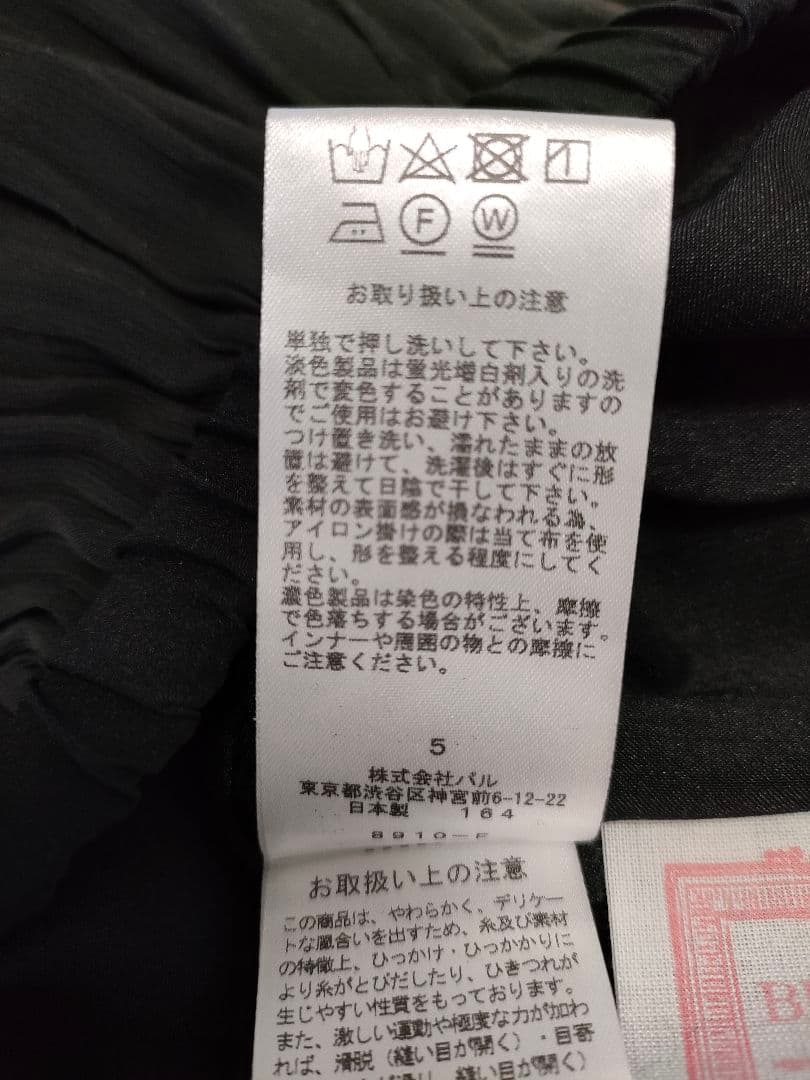 F W
お取り扱い上の注意
単独で押し洗いして下さい。
淡色製品は蛍光増白剤入りの洗
剤で変色することがありますの
でご使用はお避け下さい。
つけ置き洗い、濡れたままの放
置は避けて、洗濯後はすぐに形
を整えて日陰で干して下さい。
素材の表面感が損なわれる為、
アイロン掛けの際は当て布を使
用し、形を整える程度にしてく
ださい。
濃色製品は染色の特性上、摩擦
で色落ちする場合がございます。
インナーや周囲の物との摩擦に
ご注意ください。
5
株式会社パル
東京都渋谷区神宮前6-12-22
日本製 164
8910-F
お取扱い上の注意
この商品は、やわらかく、デリケー
トな風合いを出すため、糸及び素材
の特徴上、ひっかけ・ひっかかりに
より糸がとびだしたり、ひきつれが
生じやすい性質をもっております。
また、激しい運動や極度な力が加わ
れば、滑脱（縫い目が開く）・目寄
B